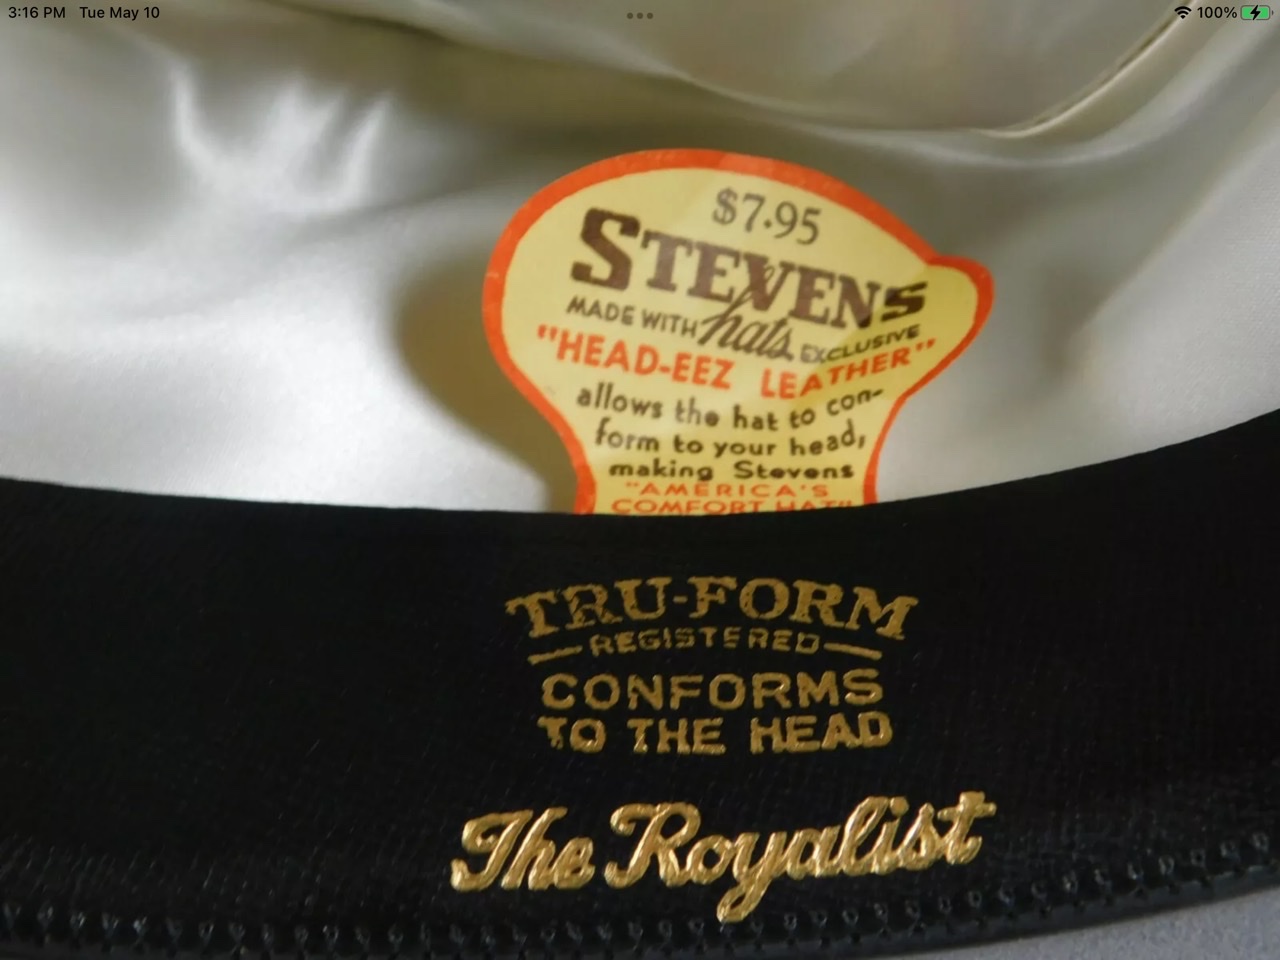 3:16 PM Tue May 10
100%
$7.95
STEVENS
hats
MADE WITH EXCLUSIVE
"HEAD-EEZ LEATHER"
allows the hat to con-
form to your head,
making Stevens
"AMERICA'S
COMFORT HAT"
TRU-FORM
REGISTERED
CONFORMS
TO THE HEAD
The Royalist